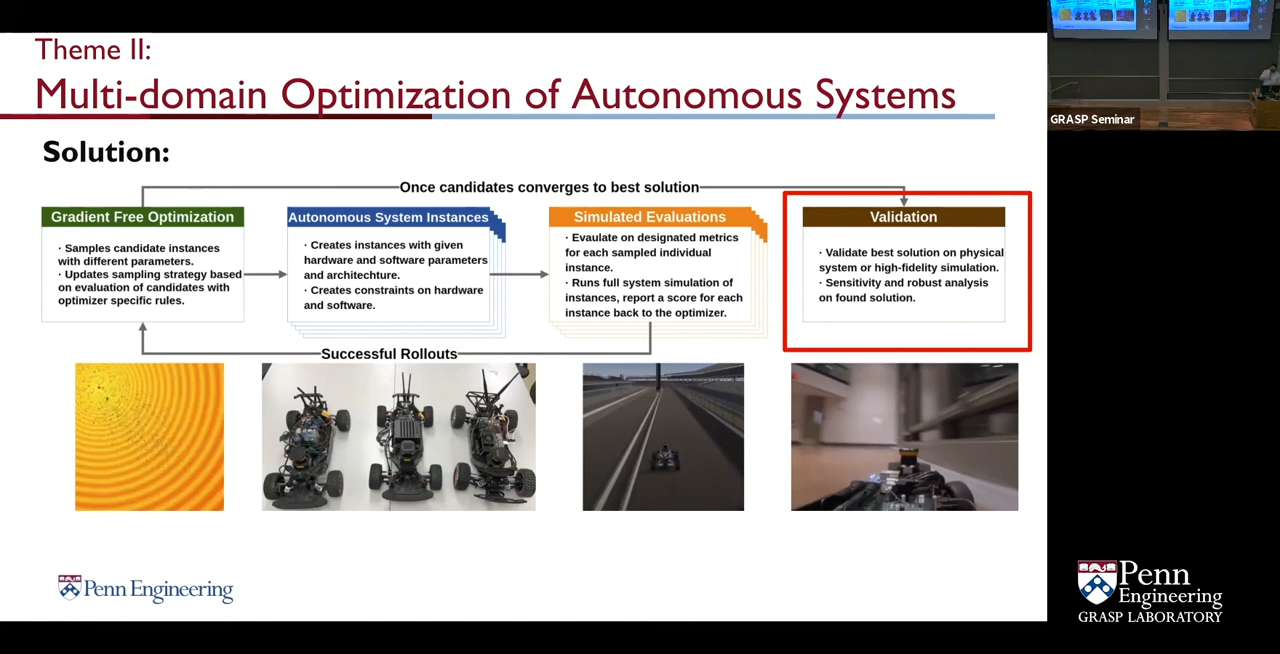 Theme II:
Multi-domain Optimization of Autonomous Systems
Solution:
Once candidates converges to best solution
Gradient Free Optimization
· Samples candidate instances
with different parameters.
· Updates sampling strategy based
on evaluation of candidates with
optimizer specific rules.
Autonomous System Instances
· Creates instances with given
hardware and software parameters
and architechture.
· Creates constraints on hardware
and software.
Simulated Evaluations
· Evaulate on designated metrics
for each sampled individual
instance.
· Runs full system simulation of
instances, report a score for each
instance back to the optimizer.
Validation
· Validate best solution on physical
system or high-fidelity simulation.
· Sensitivity and robust analysis
on found solution.
Successful Rollouts
Penn Engineering
GRASP Seminar
Penn
Engineering
GRASP LABORATORY